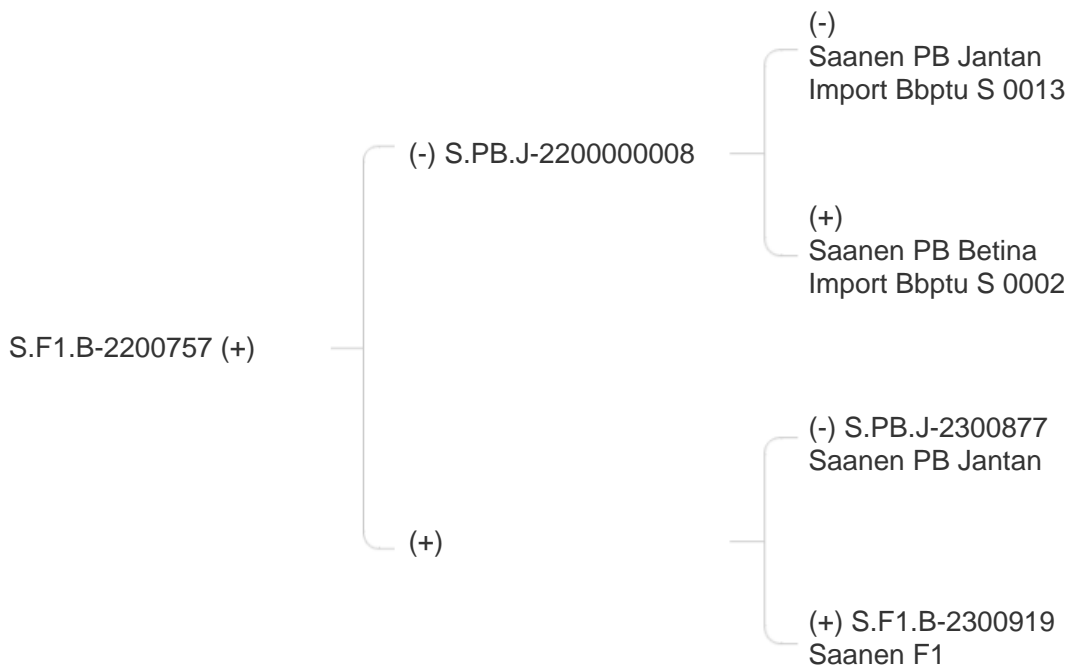 (-)
Saanen PB Jantan
Import Bbptu S 0013
(-) S.PB.J-2200000008
(+)
Saanen PB Betina
Import Bbptu S 0002
S.F1.B-2200757 (+)
(-) S.PB.J-2300877
Saanen PB Jantan
(+)
(+) S.F1.B-2300919
Saanen F1